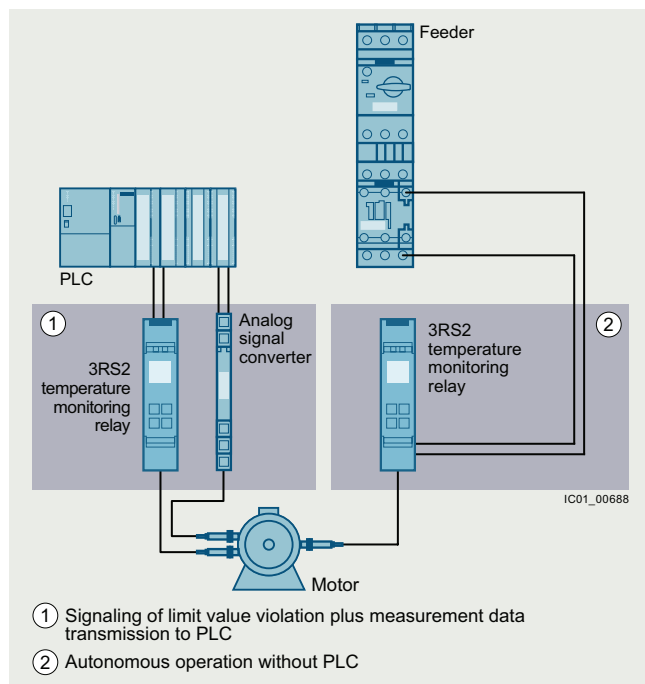 Feeder
PLC
1
Analog
signal
converter
3RS2
temperature
monitoring
relay
3RS2
temperature
monitoring
relay
2
IC01_00688
Motor
1 Signaling of limit value violation plus measurement data
transmission to PLC
2 Autonomous operation without PLC